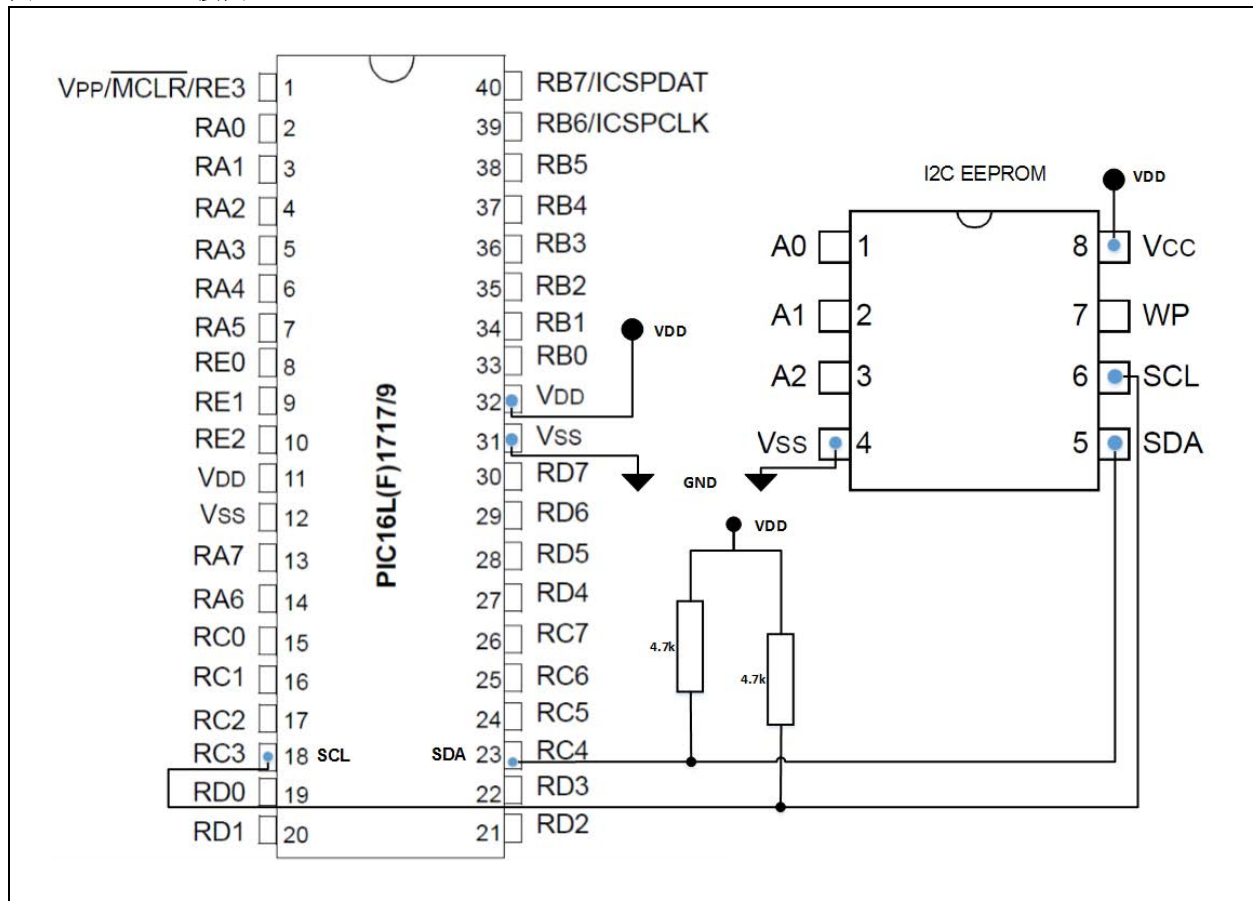 VPP/MCLR/RE3 1
RA0 2
RA1 3
RA2 4
RA3 5
RA4 6
RA5 7
RE0 8
RE1 9
RE2 10
VDD 11
VSS 12
RA7 13
RA6 14
RC0 15
RC1 16
RC2 17
RC3 18 SCL
RD0 19
RD1 20
PIC16L(F)1717/9
40 RB7/ICSPDAT
39 RB6/ICSPCLK
38 RB5
37 RB4
36 RB3
35 RB2
34 RB1
33 RB0
32 VDD
31 VSS
30 RD7
29 RD6
28 RD5
27 RD4
26 RC7
25 RC6
24 RC5
SDA 23 RC4
22 RD3
21 RD2
VDD
GND
VDD
4.7k
4.7k
I2C EEPROM
VDD
A0 1
A1 2
A2 3
VSS 4
8 VCC
7 WP
6 SCL
5 SDA